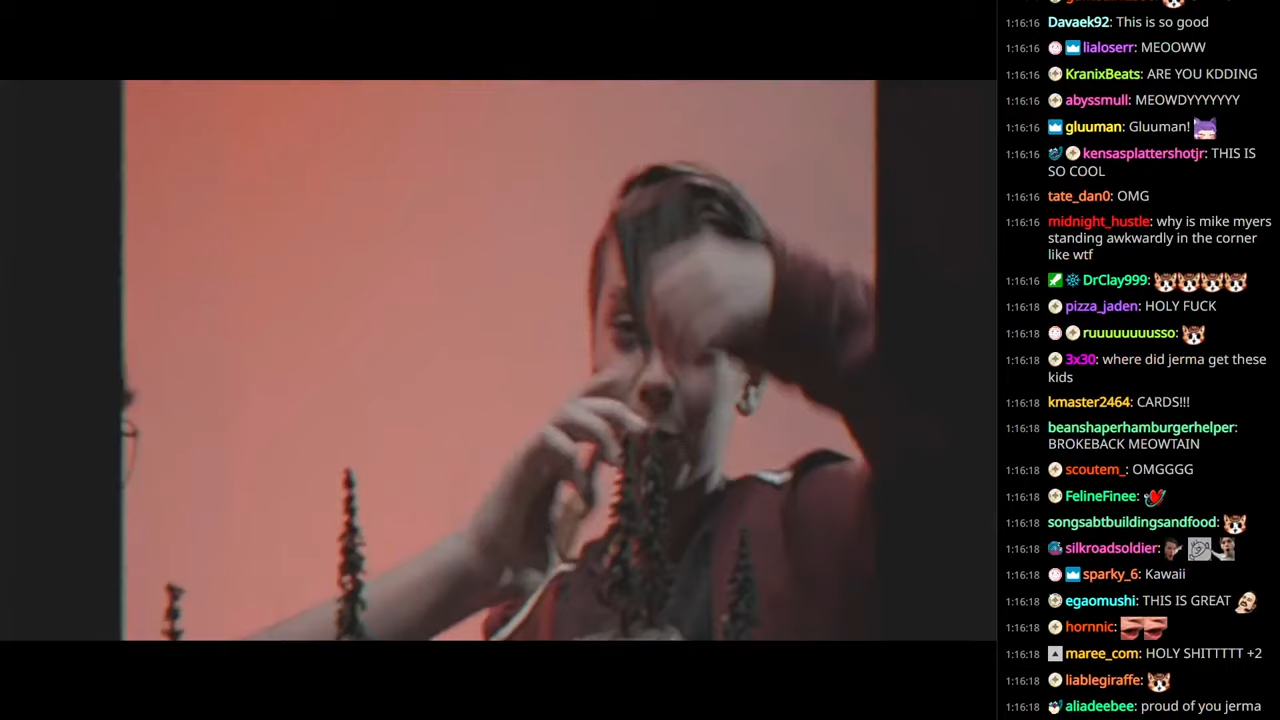 1:16:16 Davaek92: This is so good
1:16:16 lialoserr: MEOOWW
1:16:16 KranixBeats: ARE YOU KDDING
1:16:16 abyssmull: MEOWDYYYYYYY
1:16:16 gluuman: Gluuman!
1:16:16 kensasplattershotjr: THIS IS
SO COOL
1:16:16 tate_dan0: OMG
1:16:16 midnight_hustle: why is mike myers
standing awkwardly in the corner
like wtf
1:16:16 DrClay999:
1:16:18 pizza_jaden: HOLY FUCK
1:16:18 ruuuuuuuusso:
1:16:18 3x30: where did jerma get these
kids
1:16:18 kmaster2464: CARDS!!!
1:16:18 beanshaperhamburgerhelper:
BROKEBACK MEOWTAIN
1:16:18 scoutem_: OMGGGG
1:16:18 FelineFinee:
1:16:18 songsabtbuildingsandfood:
1:16:18 silkroadsoldier:
1:16:18 sparky_6: Kawaii
1:16:18 egaomushi: THIS IS GREAT
1:16:18 hornnic:
1:16:18 maree_com: HOLY SHITTTTT +2
1:16:18 liablegiraffe:
1:16:18 aliadeebee: proud of you jerma